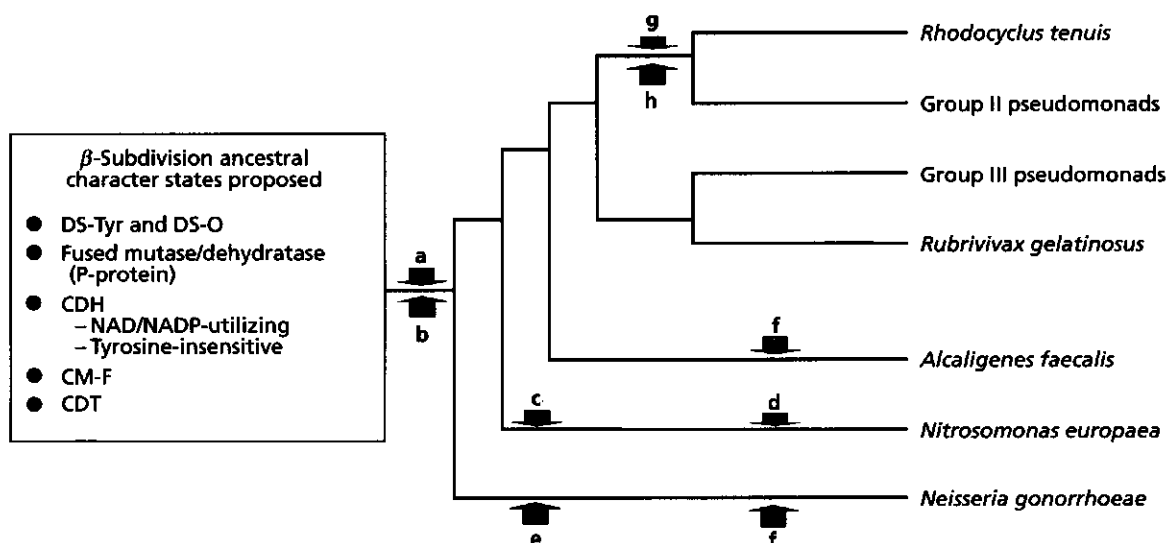 β-Subdivision ancestral
character states proposed
● DS-Tyr and DS-O
● Fused mutase/dehydratase
(P-protein)
● CDH
– NAD/NADP-utilizing
– Tyrosine-insensitive
● CM-F
● CDT
a
b
g
h
c
d
f
e
f
Rhodocyclus tenuis
Group II pseudomonads
Group III pseudomonads
Rubrivivax gelatinosus
Alcaligenes faecalis
Nitrosomonas europaea
Neisseria gonorrhoeae